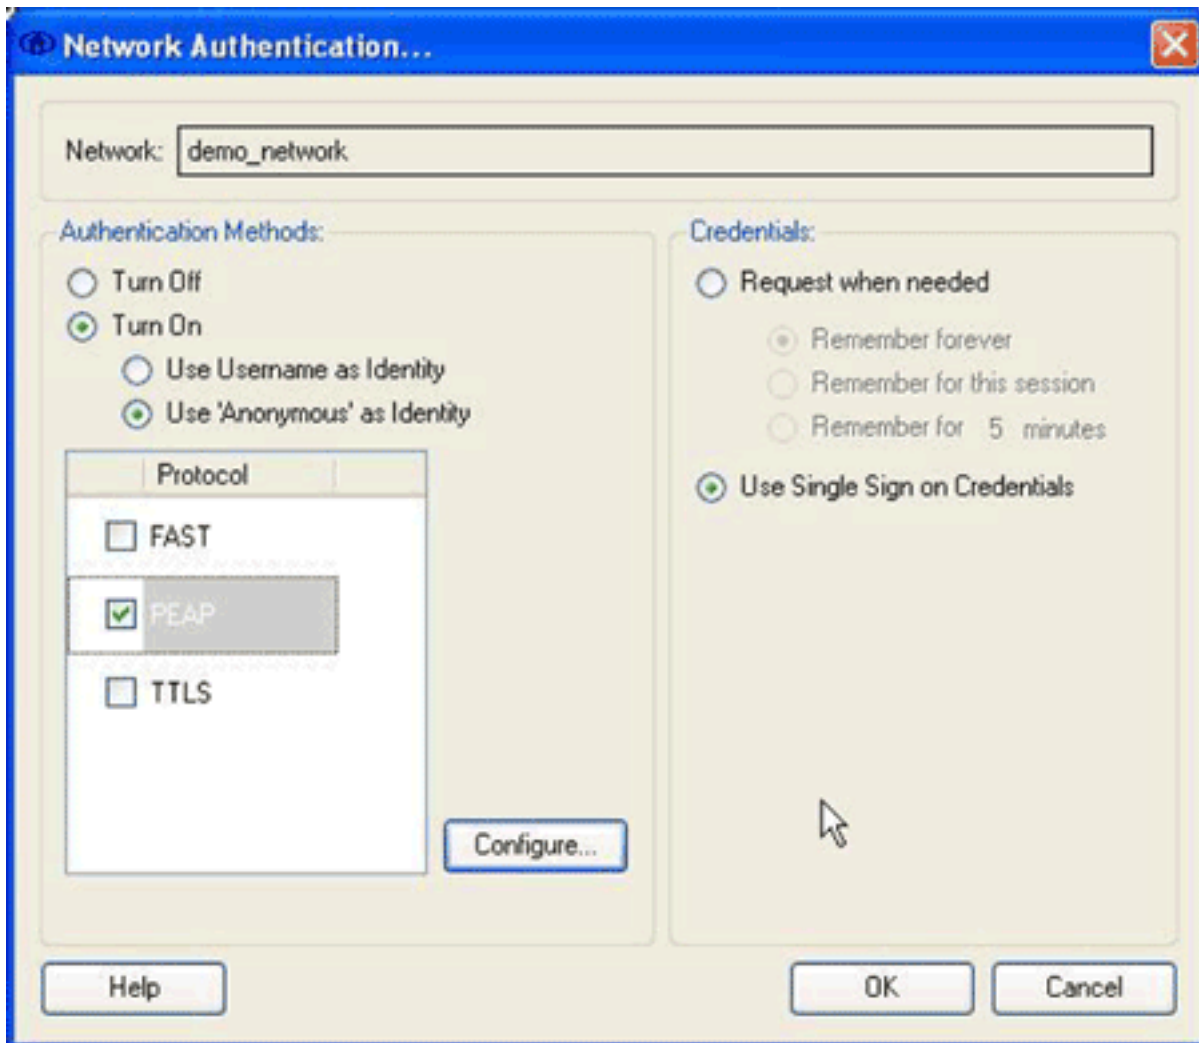 Network Authentication...
Network: demo_network
Authentication Methods:
Turn Off
Turn On
Use Username as Identity
Use 'Anonymous' as Identity
Protocol
FAST
PEAP
TTLS
Configure...
Credentials:
Request when needed
Remember forever
Remember for this session
Remember for 5 minutes
Use Single Sign on Credentials
Help
OK
Cancel